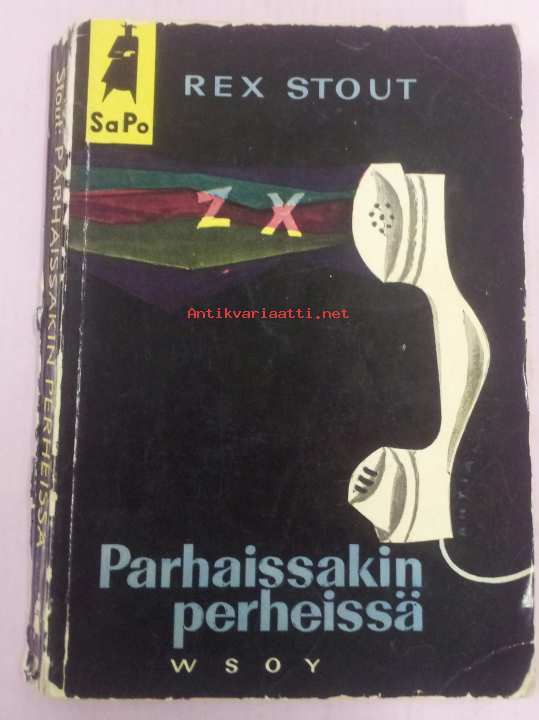 REX STOUT
SaPo
Stout: PARHAISSAKIN PERHEISSÄ
Z X
Antikvariaatti.net
Parhaissakin
perheissä
WSOY